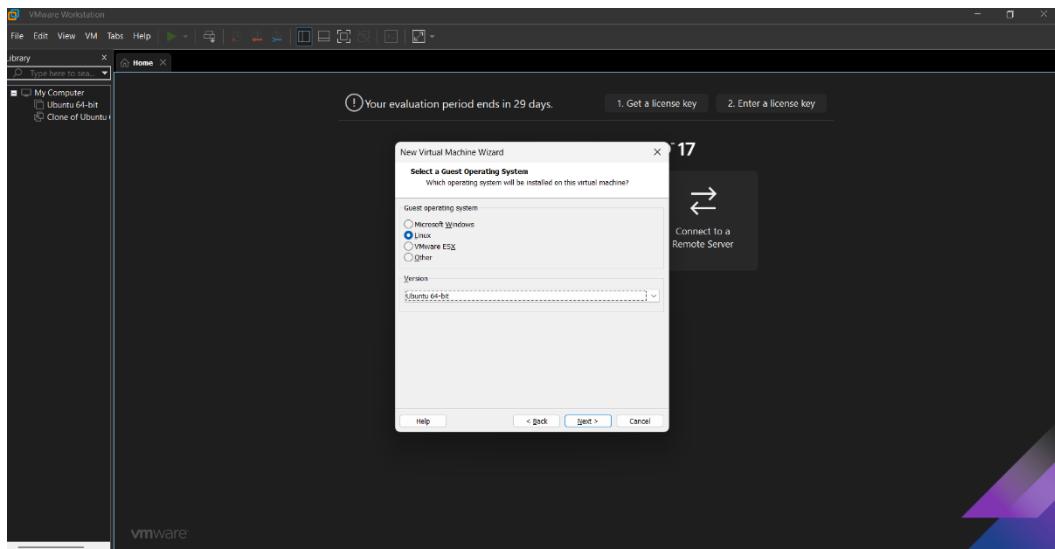 VMware Workstation
File Edit View VM Tabs Help
Library X
Type here to sea...
My Computer
Ubuntu 64-bit
Clone of Ubuntu
Home
Your evaluation period ends in 29 days.
1. Get a license key
2. Enter a license key
17
Connect to a
Remote Server
New Virtual Machine Wizard
Select a Guest Operating System
Which operating system will be installed on this virtual machine?
Guest operating system
Microsoft Windows
Linux
VMware ESX
Other
Version
Ubuntu 64-bit
Help
< Back
Next >
Cancel
vmware